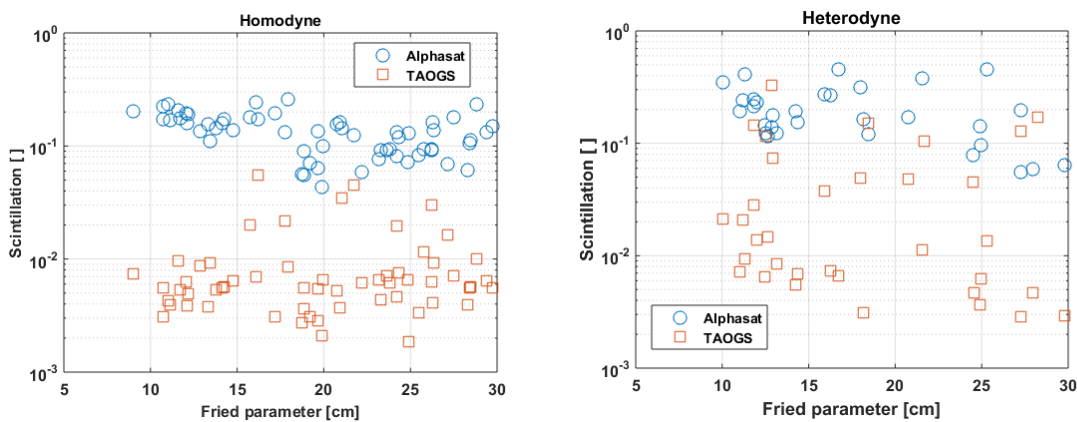 Homodyne
Scintillation [ ]
10^0
10^-1
10^-2
10^-3
Alphasat
TAOGS
5 10 15 20 25 30
Fried parameter [cm]
Heterodyne
Scintillation [ ]
10^0
10^-1
10^-2
10^-3
Alphasat
TAOGS
5 10 15 20 25 30
Fried parameter [cm]